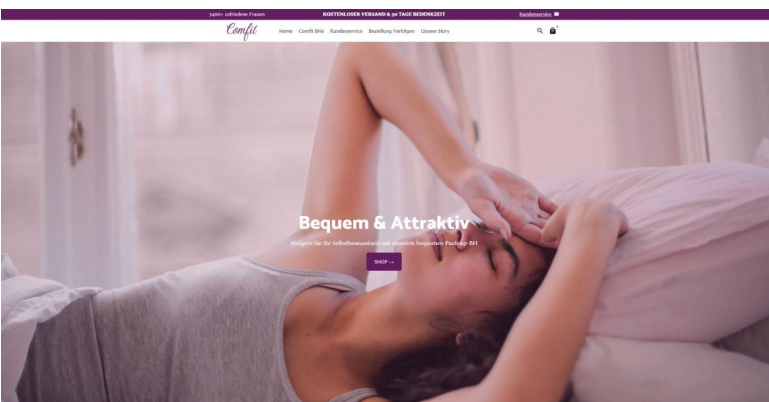 5400+ zufriedene Frauen
KOSTENLOSER VERSAND & 30 TAGE BEDENKZEIT
Kundenservice
Comfit
Home Comfit BHs Kundenservice Bestellung Verfolgen Unsere Story
Bequem & Attraktiv
Steigern Sie Ihr Selbstbewusstsein mit unserem bequemen Push-up-BH
SHOP →